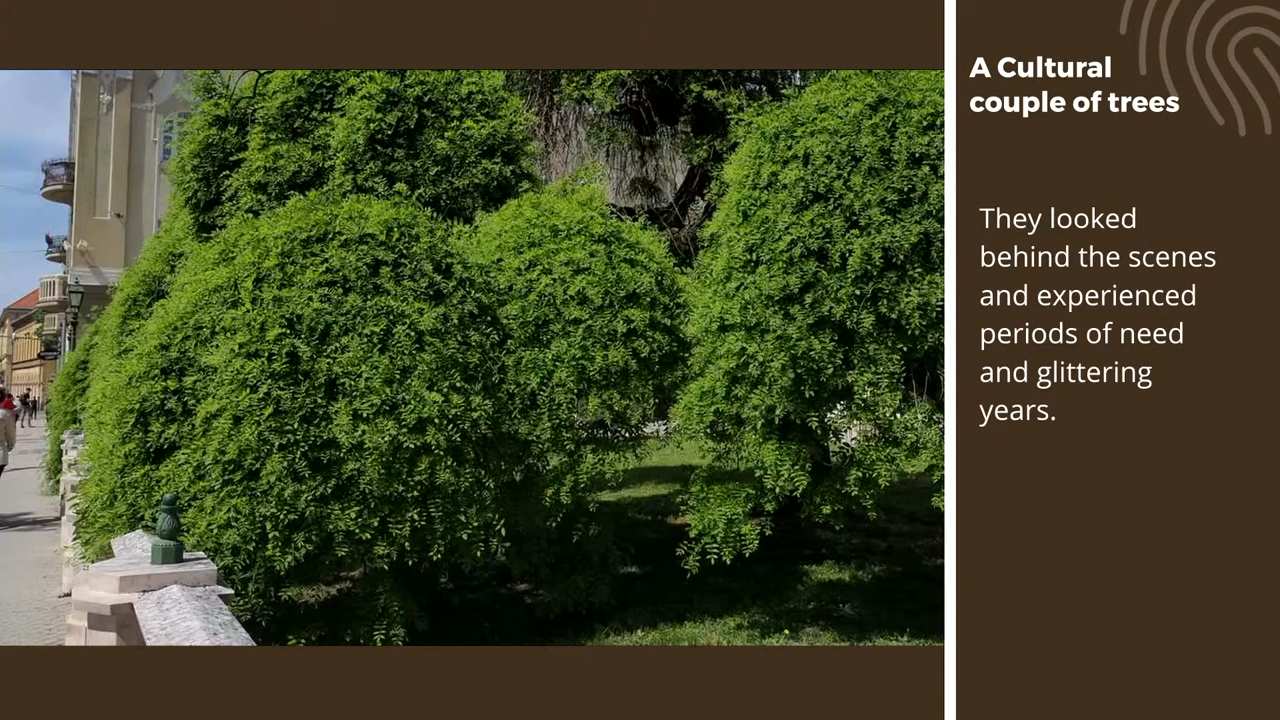 A Cultural
couple of trees
They looked
behind the scenes
and experienced
periods of need
and glittering
years.